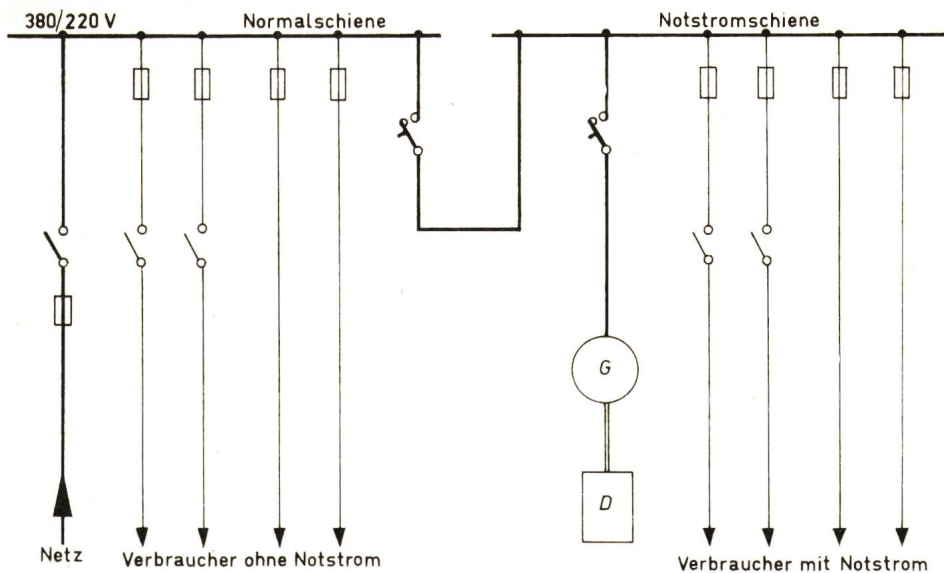 380/220 V
Normalschiene
Notstromschiene
G
D
Netz
Verbraucher ohne Notstrom
Verbraucher mit Notstrom